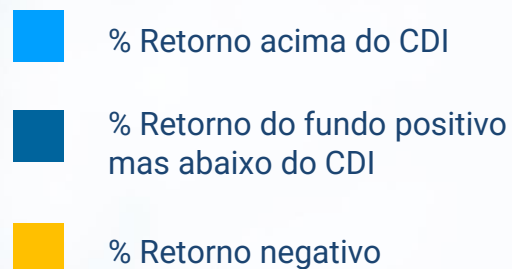 % Retorno acima do CDI
% Retorno do fundo positivo
mas abaixo do CDI
% Retorno negativo